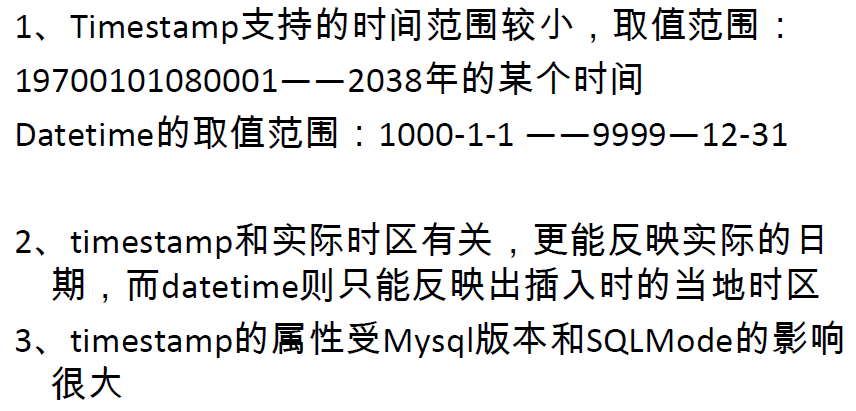 1、Timestamp支持的时间范围较小，取值范围：
19700101080001——2038年的某个时间
Datetime的取值范围：1000-1-1 ——9999—12-31
2、timestamp和实际时区有关，更能反映实际的日
期，而datetime则只能反映出插入时的当地时区
3、timestamp的属性受Mysql版本和SQLMode的影响
很大